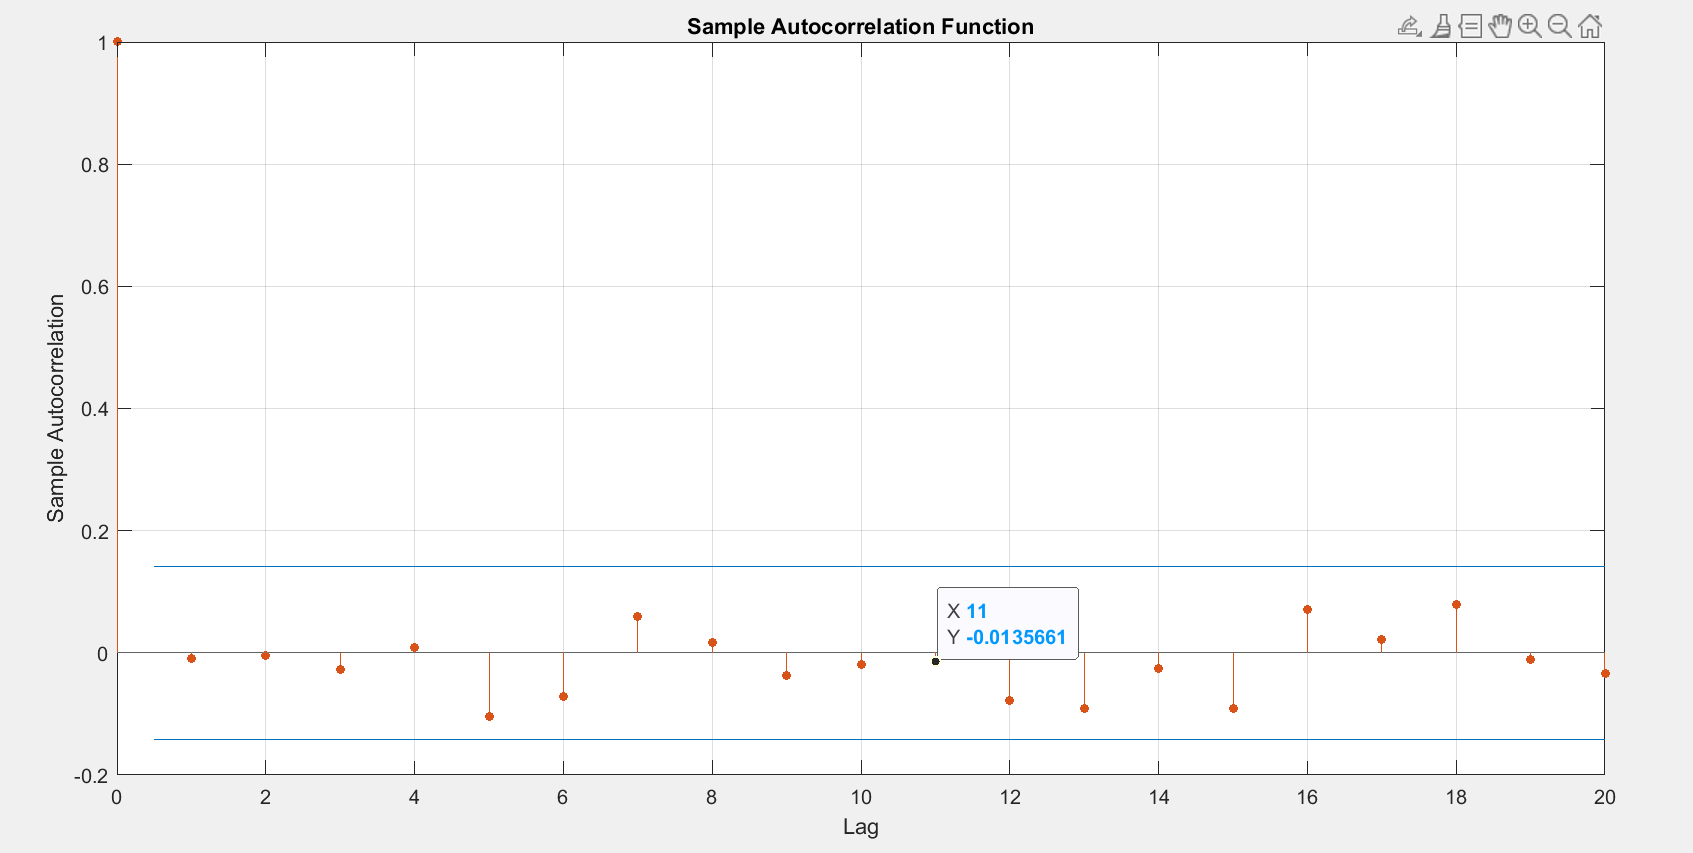 Sample Autocorrelation Function
1
0.8
0.6
0.4
0.2
0
-0.2
Sample Autocorrelation
X 11
Y -0.0135661
0 2 4 6 8 10 12 14 16 18 20
Lag